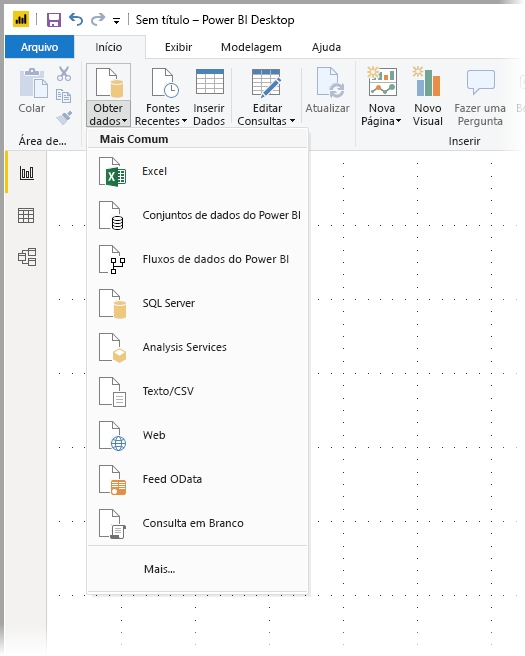 Sem título – Power BI Desktop
Arquivo Início Exibir Modelagem Ajuda
Colar
Obter dados
Fontes Recentes
Inserir Dados
Editar Consultas
Atualizar
Nova Página
Novo Visual
Fazer uma Pergunta
Área de... Inserir
Mais Comum
Excel
Conjuntos de dados do Power BI
Fluxos de dados do Power BI
SQL Server
Analysis Services
Texto/CSV
Web
Feed OData
Consulta em Branco
Mais...